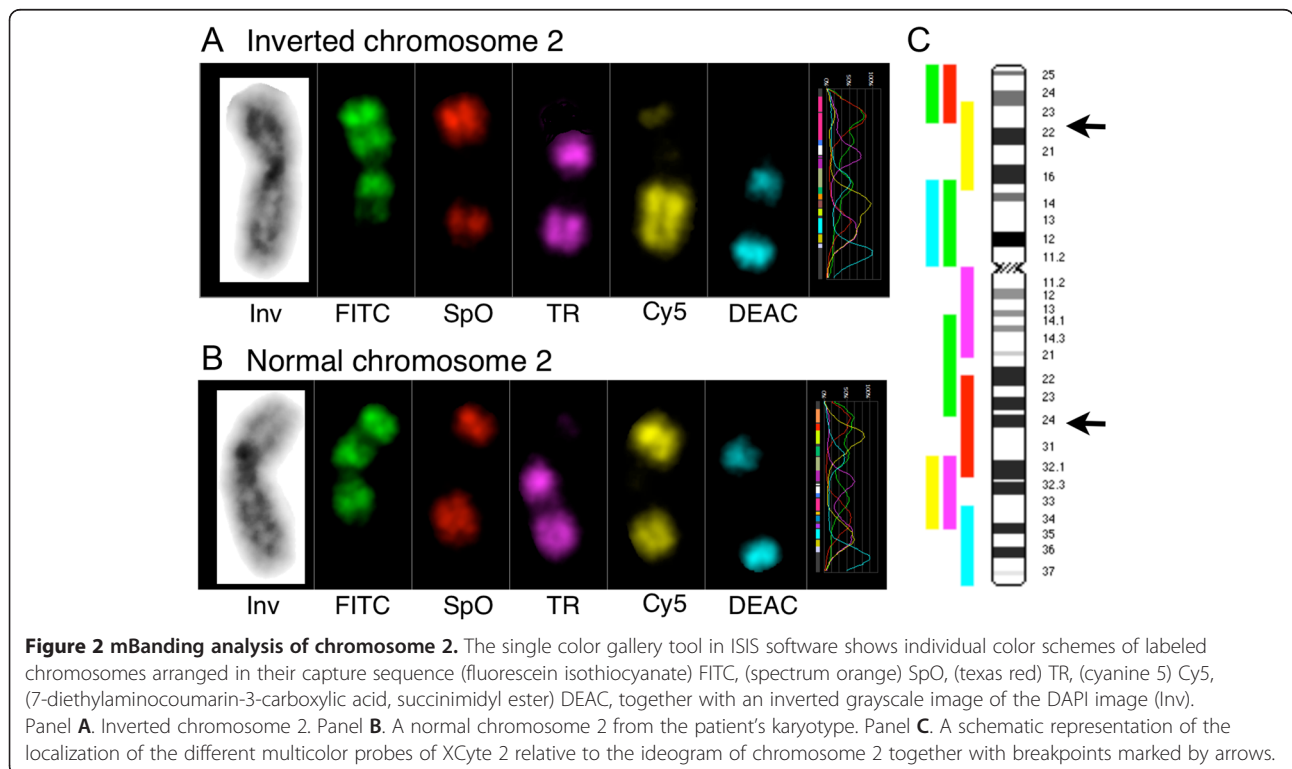 A Inverted chromosome 2
C
Inv FITC SpO TR Cy5 DEAC
0% 50% 100%
B Normal chromosome 2
Inv FITC SpO TR Cy5 DEAC
0% 50% 100%
25
24
23
22
21
16
14
13
12
11.2
11.2
12
13
14.1
14.3
21
22
23
24
31
32.1
32.3
33
34
35
36
37
Figure 2 mBanding analysis of chromosome 2. The single color gallery tool in ISIS software shows individual color schemes of labeled
chromosomes arranged in their capture sequence (fluorescein isothiocyanate) FITC, (spectrum orange) SpO, (texas red) TR, (cyanine 5) Cy5,
(7-diethylaminocoumarin-3-carboxylic acid, succinimidyl ester) DEAC, together with an inverted grayscale image of the DAPI image (Inv).
Panel A. Inverted chromosome 2. Panel B. A normal chromosome 2 from the patient's karyotype. Panel C. A schematic representation of the
localization of the different multicolor probes of XCyte 2 relative to the ideogram of chromosome 2 together with breakpoints marked by arrows.